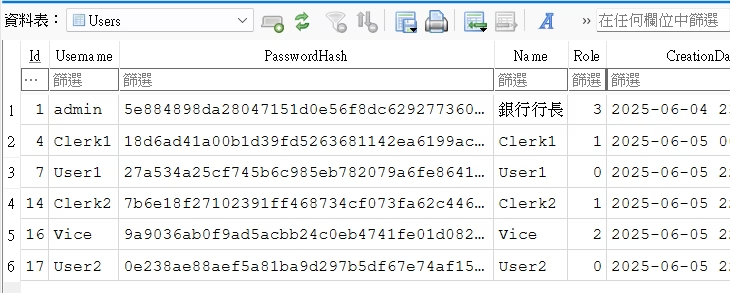 資料表： Users »在任何欄位中篩選
Id Username PasswordHash Name Role CreationDa
… 篩選 篩選 篩選 篩選 篩選
1 1 admin 5e884898da28047151d0e56f8dc629277360… 銀行行長 3 2025-06-04 2
2 4 Clerk1 18d6ad41a00b1d39fd5263681142ea6199ac… Clerk1 1 2025-06-05 0
3 7 User1 27a534a25cf745b6c985eb782079a6fe8641… User1 0 2025-06-05 2
4 14 Clerk2 7b6e18f27102391ff468734cf073fa62c446… Clerk2 1 2025-06-05 2
5 16 Vice 9a9036ab0f9ad5acbb24c0eb4741fe01d082… Vice 2 2025-06-05 2
6 17 User2 0e238ae88aef5a81ba9d297b5df67e74af15… User2 0 2025-06-05 2